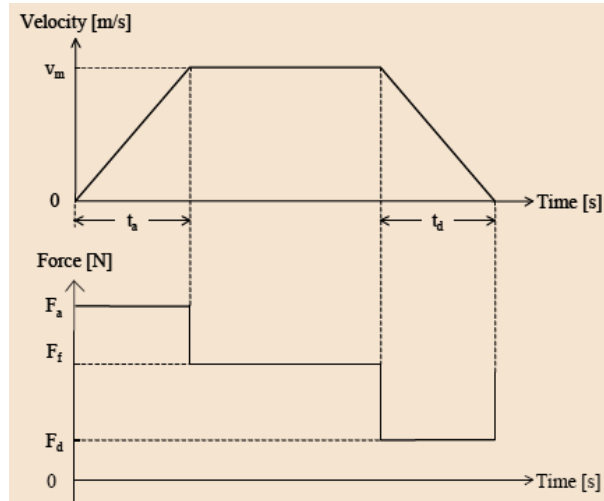 Velocity [m/s]
vm
0
Time [s]
ta
td
Force [N]
Fa
Ff
Fd
0
Time [s]